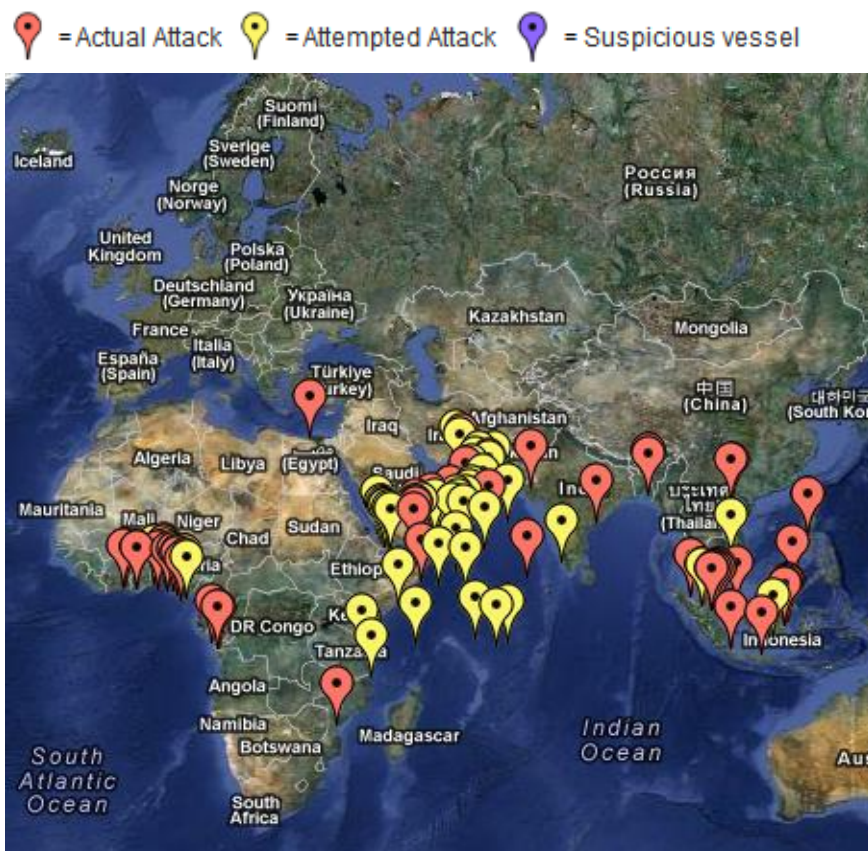 = Actual Attack = Attempted Attack = Suspicious vessel
Suomi
(Finland)
Iceland
Sverige
(Sweden)
Россия
(Russia)
Norge
(Norway)
United
Kingdom
Polska
(Poland)
Deutschland
(Germany)
Україна
(Ukraine)
Kazakhstan
Mongolia
France
Italia
(Italy)
España
(Spain)
Türkiye
中国
(China)
Iraq
Afghanistan
Algeria
Libya
(Egypt)
Saudi
Mauritania
Mali
Niger
Chad
Sudan
DR Congo
Tanzania
Indonesia
Angola
Namibia
Botswana
Madagascar
Indian
Ocean
South
Atlantic
Ocean
South
Africa